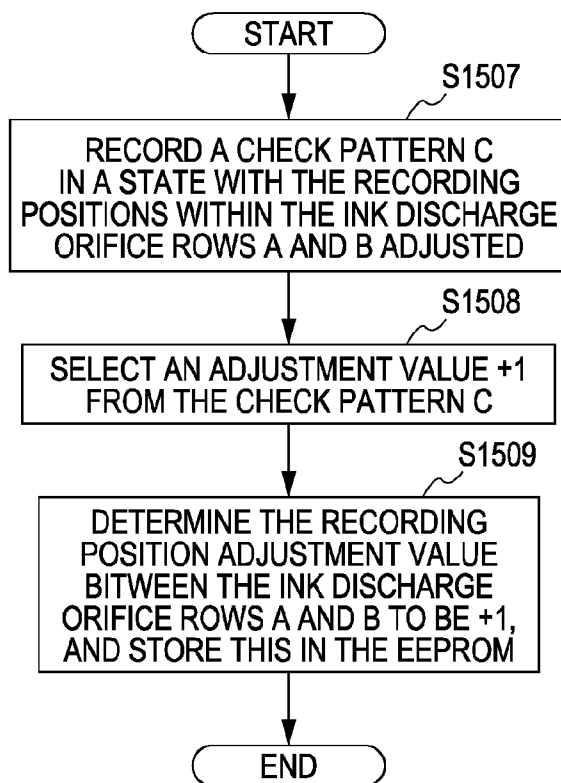 START
S1507
RECORD A CHECK PATTERN C
IN A STATE WITH THE RECORDING
POSITIONS WITHIN THE INK DISCHARGE
ORIFICE ROWS A AND B ADJUSTED
S1508
SELECT AN ADJUSTMENT VALUE +1
FROM THE CHECK PATTERN C
S1509
DETERMINE THE RECORDING
POSITION ADJUSTMENT VALUE
BITWEEN THE INK DISCHARGE
ORIFICE ROWS A AND B TO BE +1,
AND STORE THIS IN THE EEPROM
END